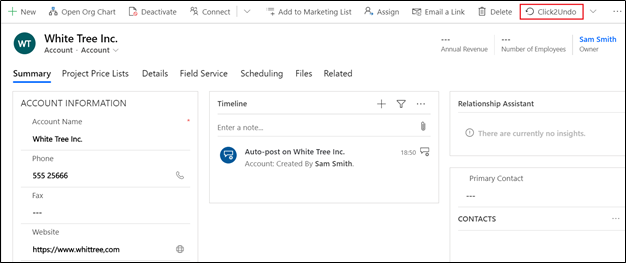 New Open Org Chart Deactivate Connect Add to Marketing List Assign Email a Link Delete Click2Undo
WT White Tree Inc.
Account · Account
--- Annual Revenue
--- Number of Employees
Sam Smith
Owner
Summary Project Price Lists Details Field Service Scheduling Files Related
ACCOUNT INFORMATION
Account Name *
White Tree Inc.
Phone
555 25666
Fax
---
Website
https://www.whittree,com
Timeline
Enter a note...
Auto-post on White Tree Inc. 18:50
Account: Created By Sam Smith.
Relationship Assistant
There are currently no insights.
Primary Contact
---
CONTACTS